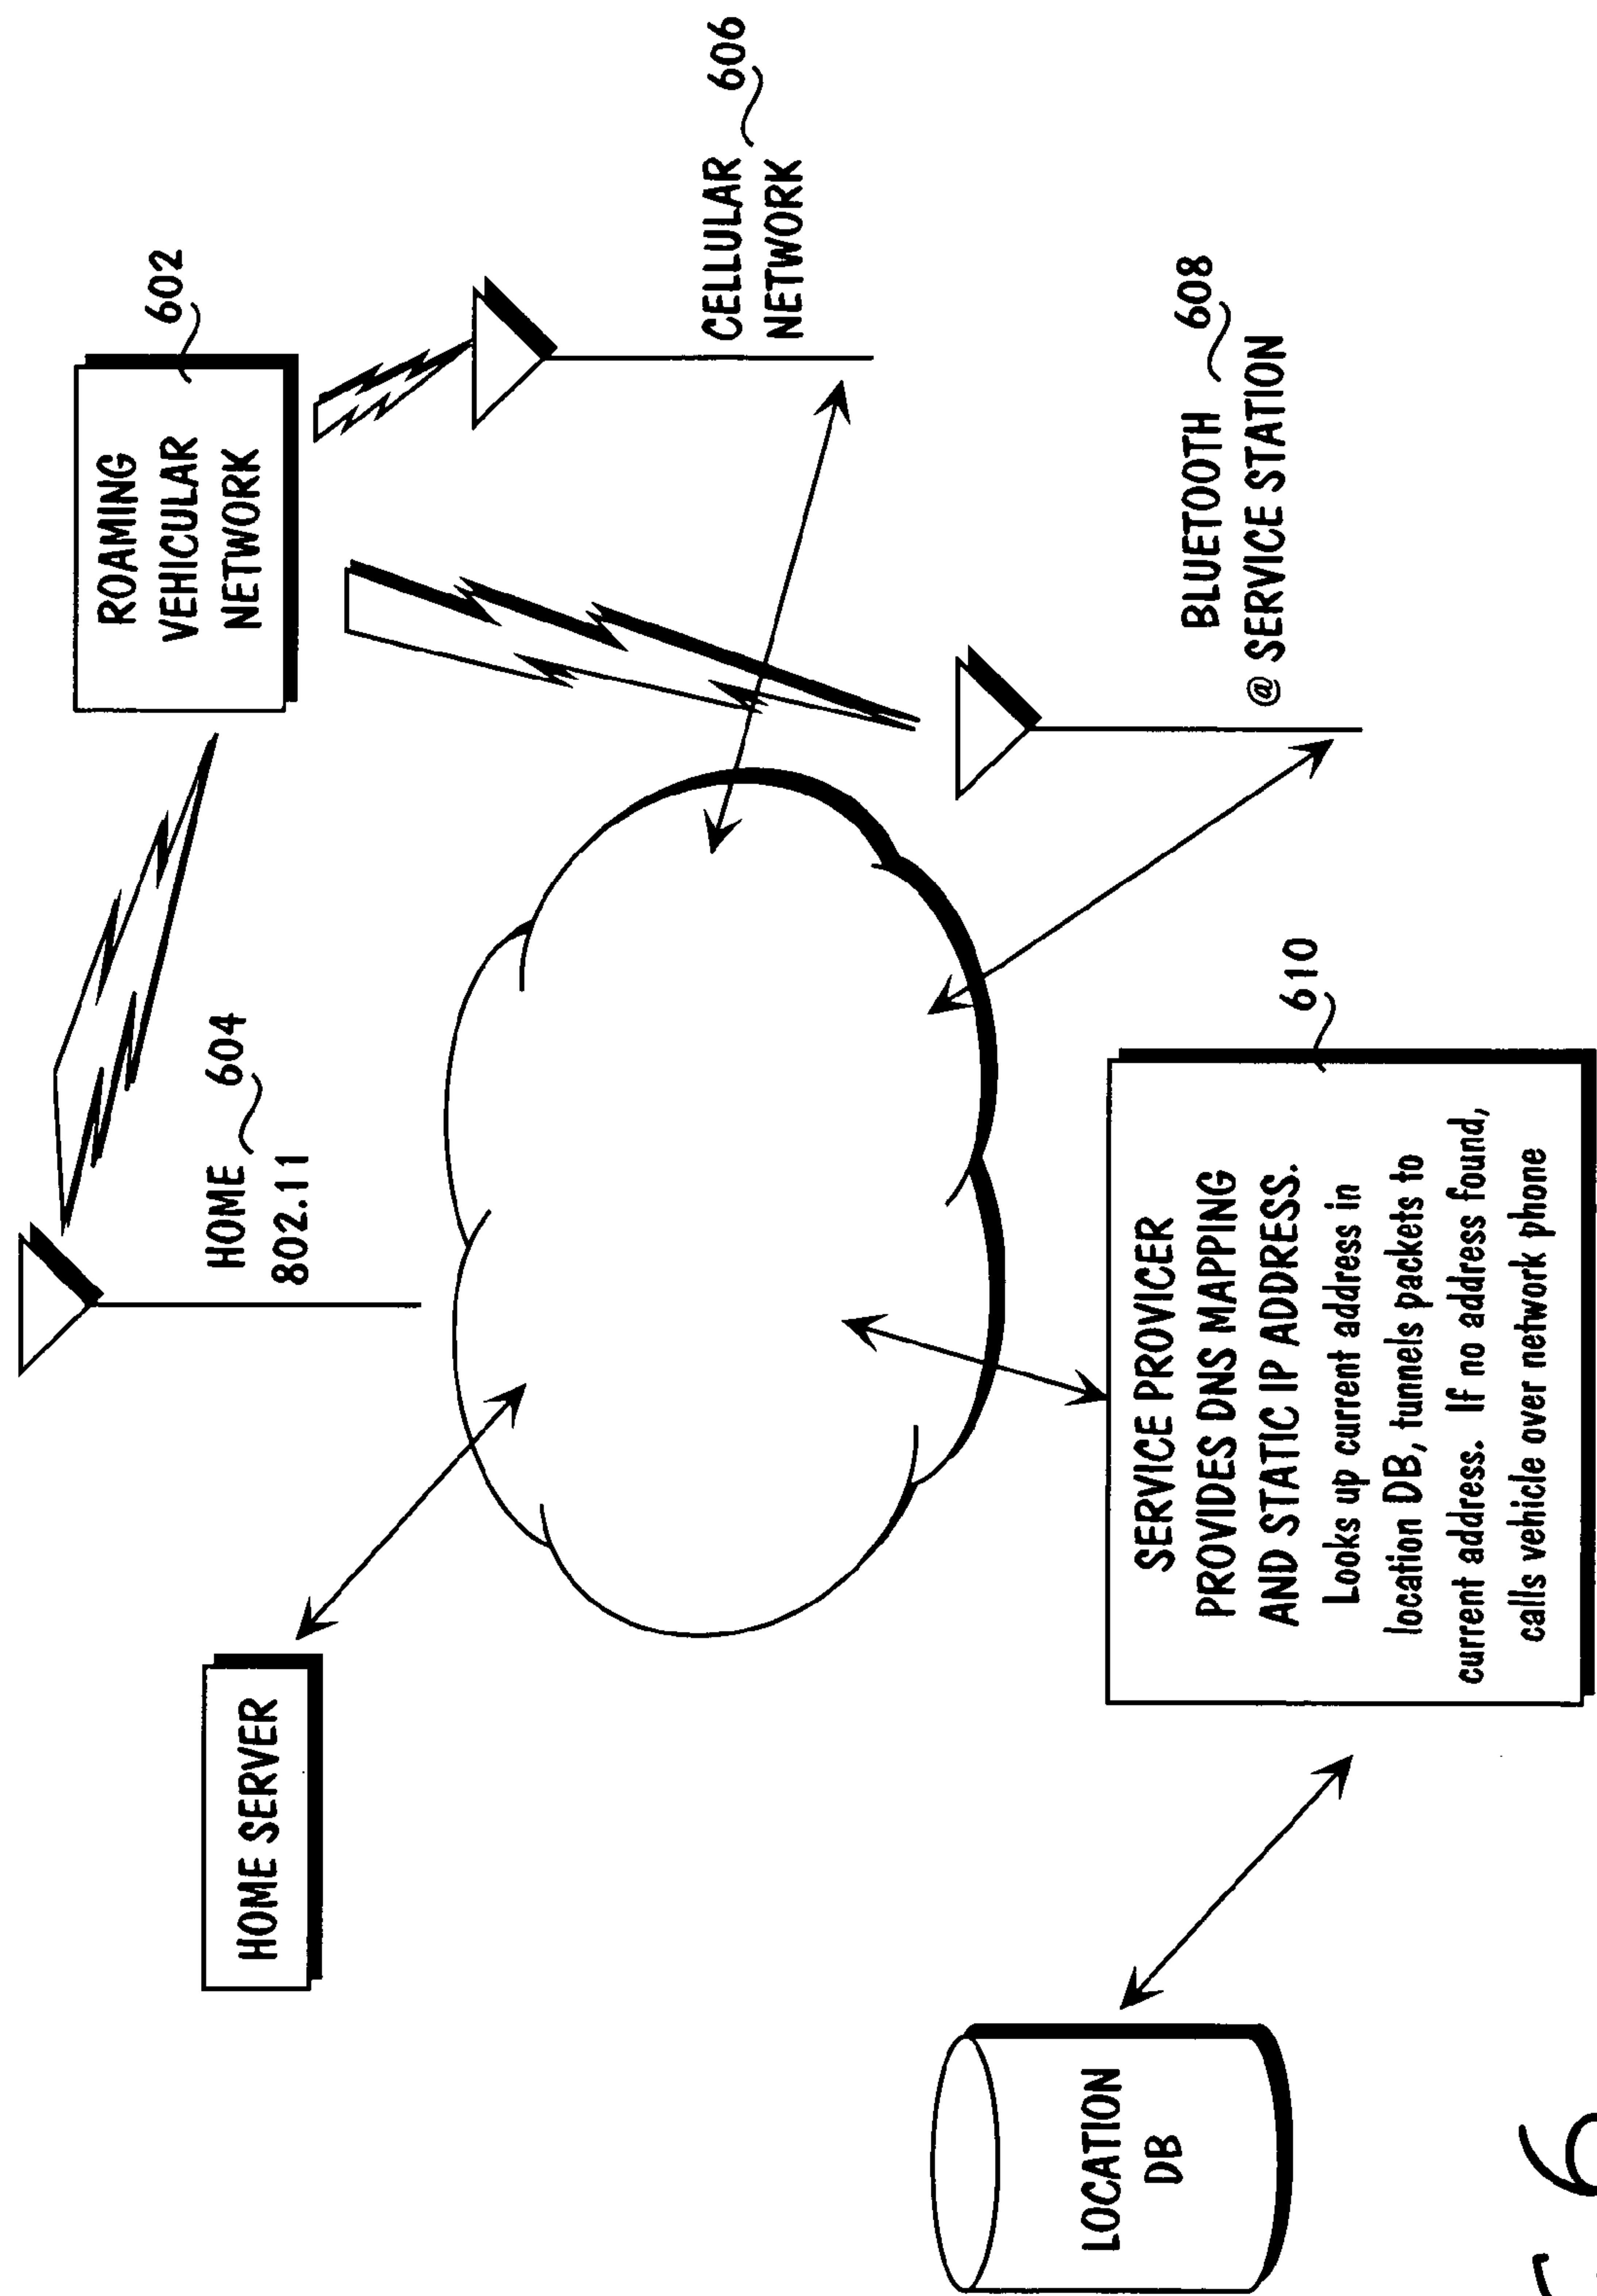 HOME 604
802.11
ROAMING
VEHICULAR
NETWORK
602
HOME SERVER
CELLULAR 606
NETWORK
BLUETOOTH 608
@ SERVICE STATION
LOCATION
DB
610
SERVICE PROVICER
PROVIDES DNS MAPPING
AND STATIC IP ADDRESS.
Looks up current address in
location DB, tunnels packets to
current address. If no address found,
calls vehicle over network phone